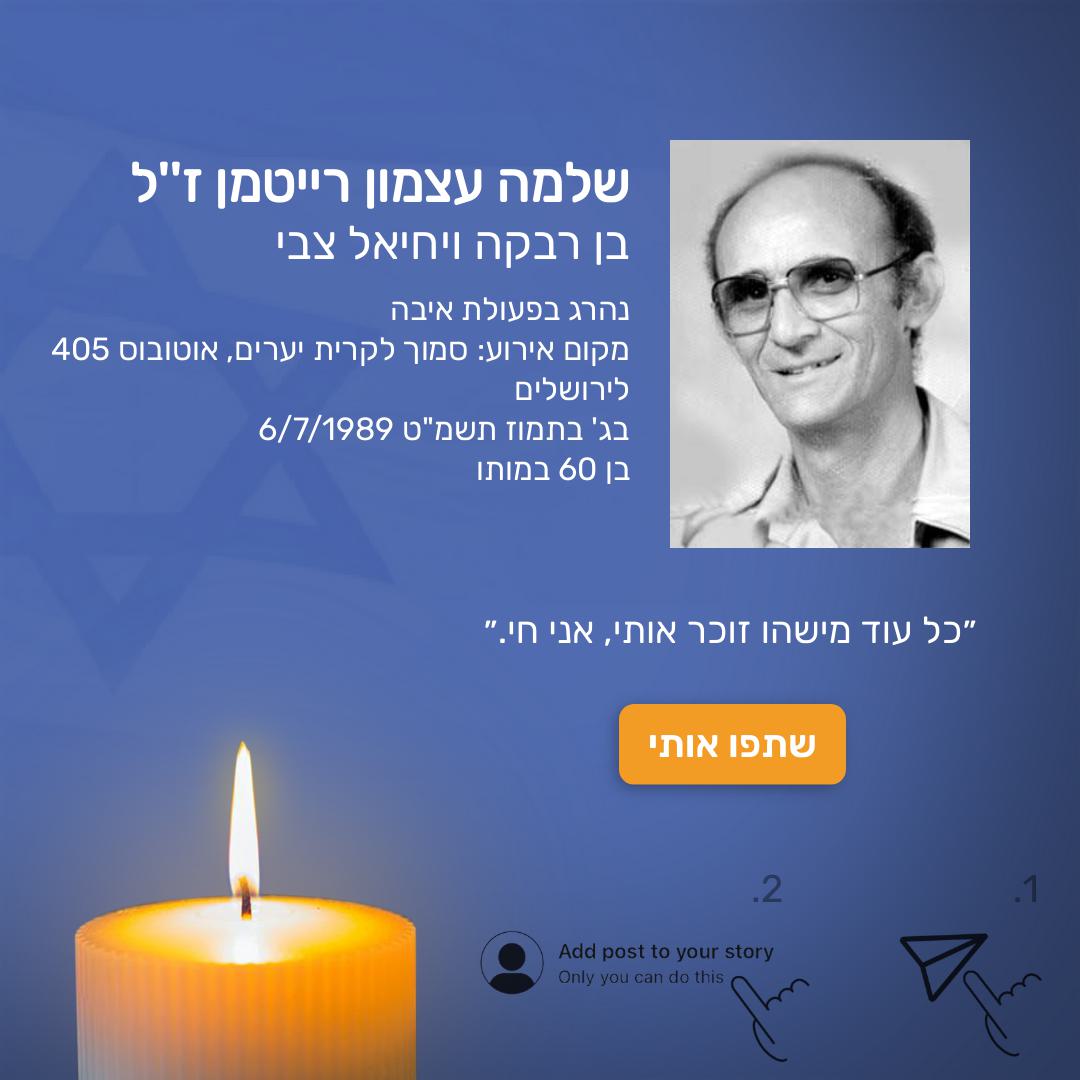 שלמה עצמון רייטמן ז"ל
בן רבקה ויחיאל צבי
נהרג בפעולת איבה
מקום אירוע: סמוך לקרית יערים, אוטובוס 405
לירושלים
בג' בתמוז תשמ"ט 6/7/1989
בן 60 במותו
״כל עוד מישהו זוכר אותי, אני חי.״
שתפו אותי
1.
2.
Add post to your story
Only you can do this